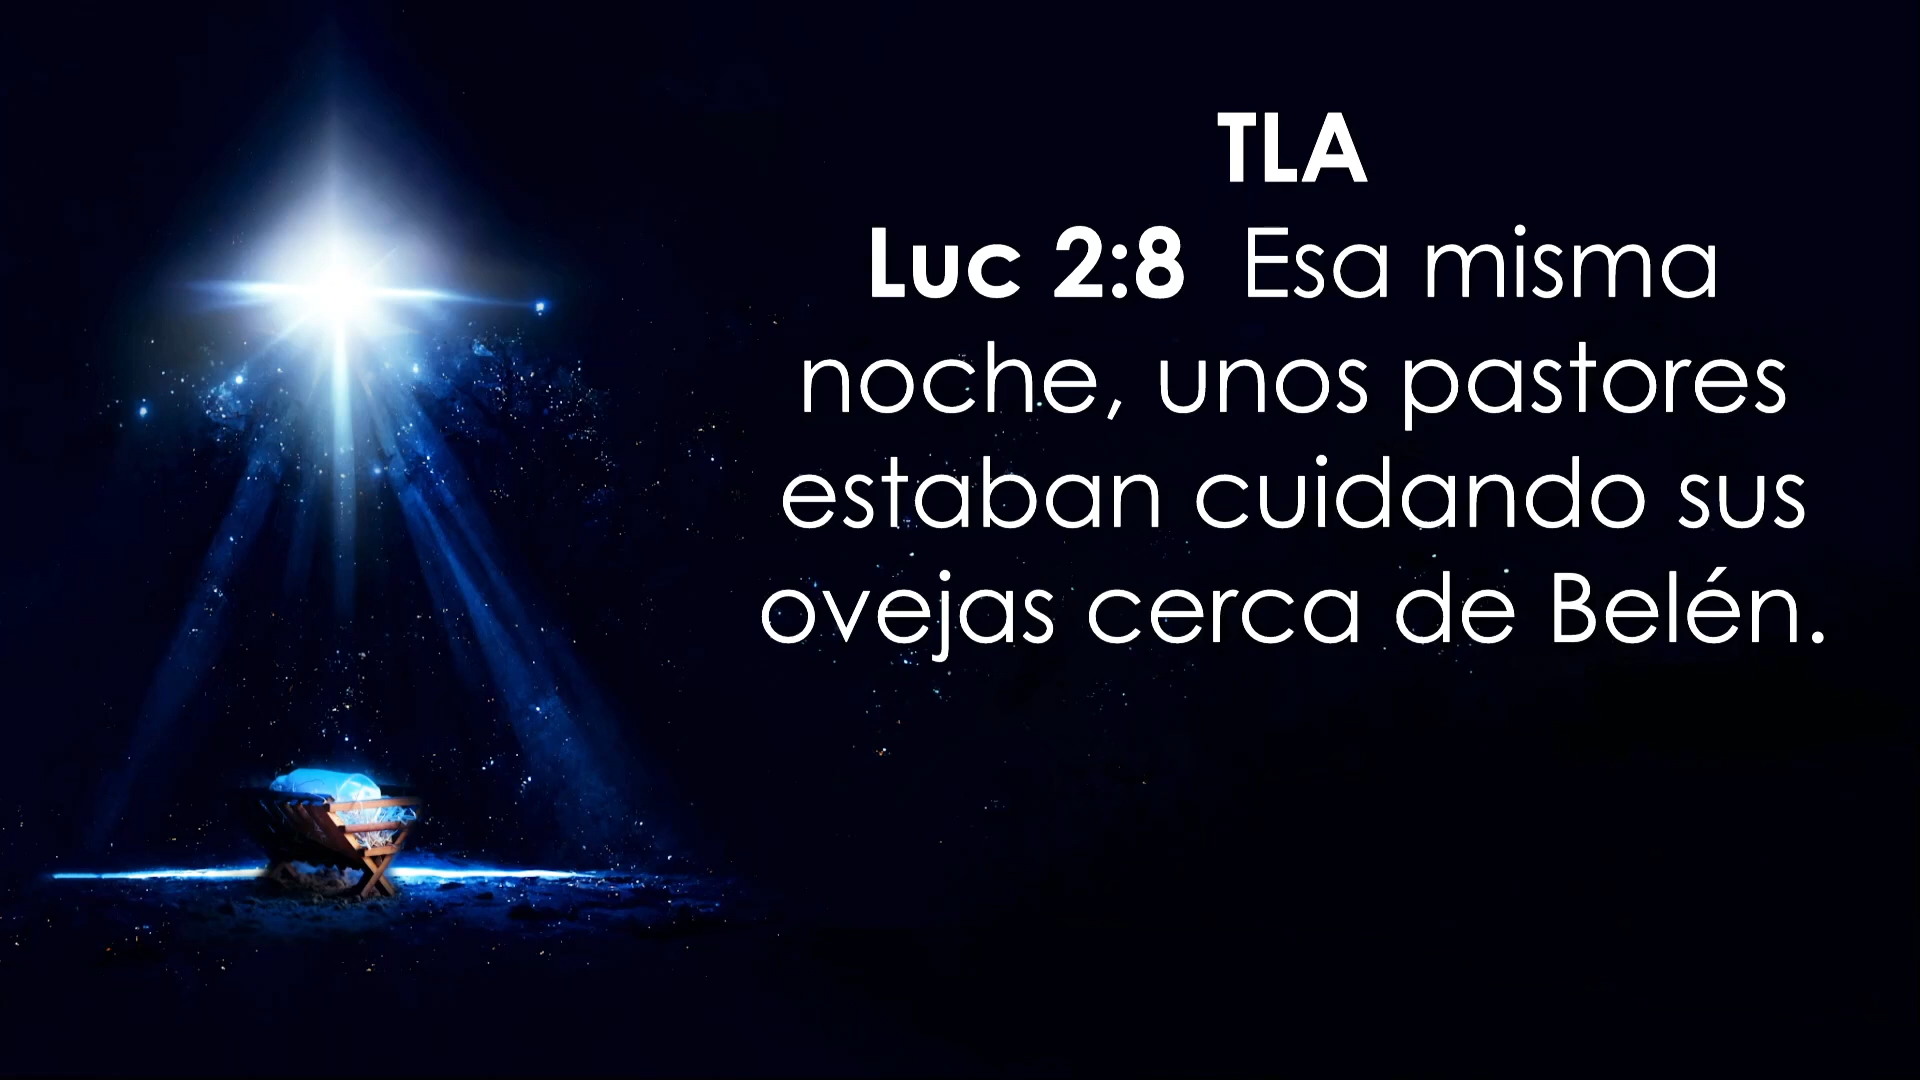 TLA
Luc 2:8  Esa misma
noche, unos pastores
estaban cuidando sus
ovejas cerca de Belén.